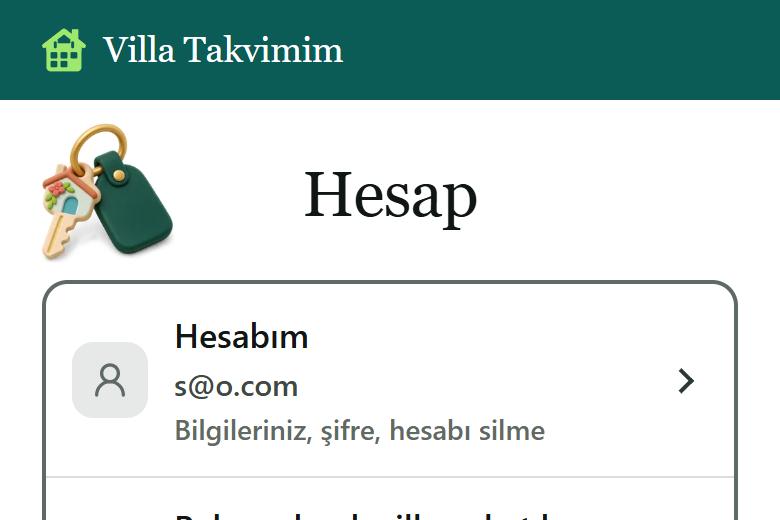 Villa Takvimim
Hesap
Hesabım
s@o.com
Bilgileriniz, şifre, hesabı silme